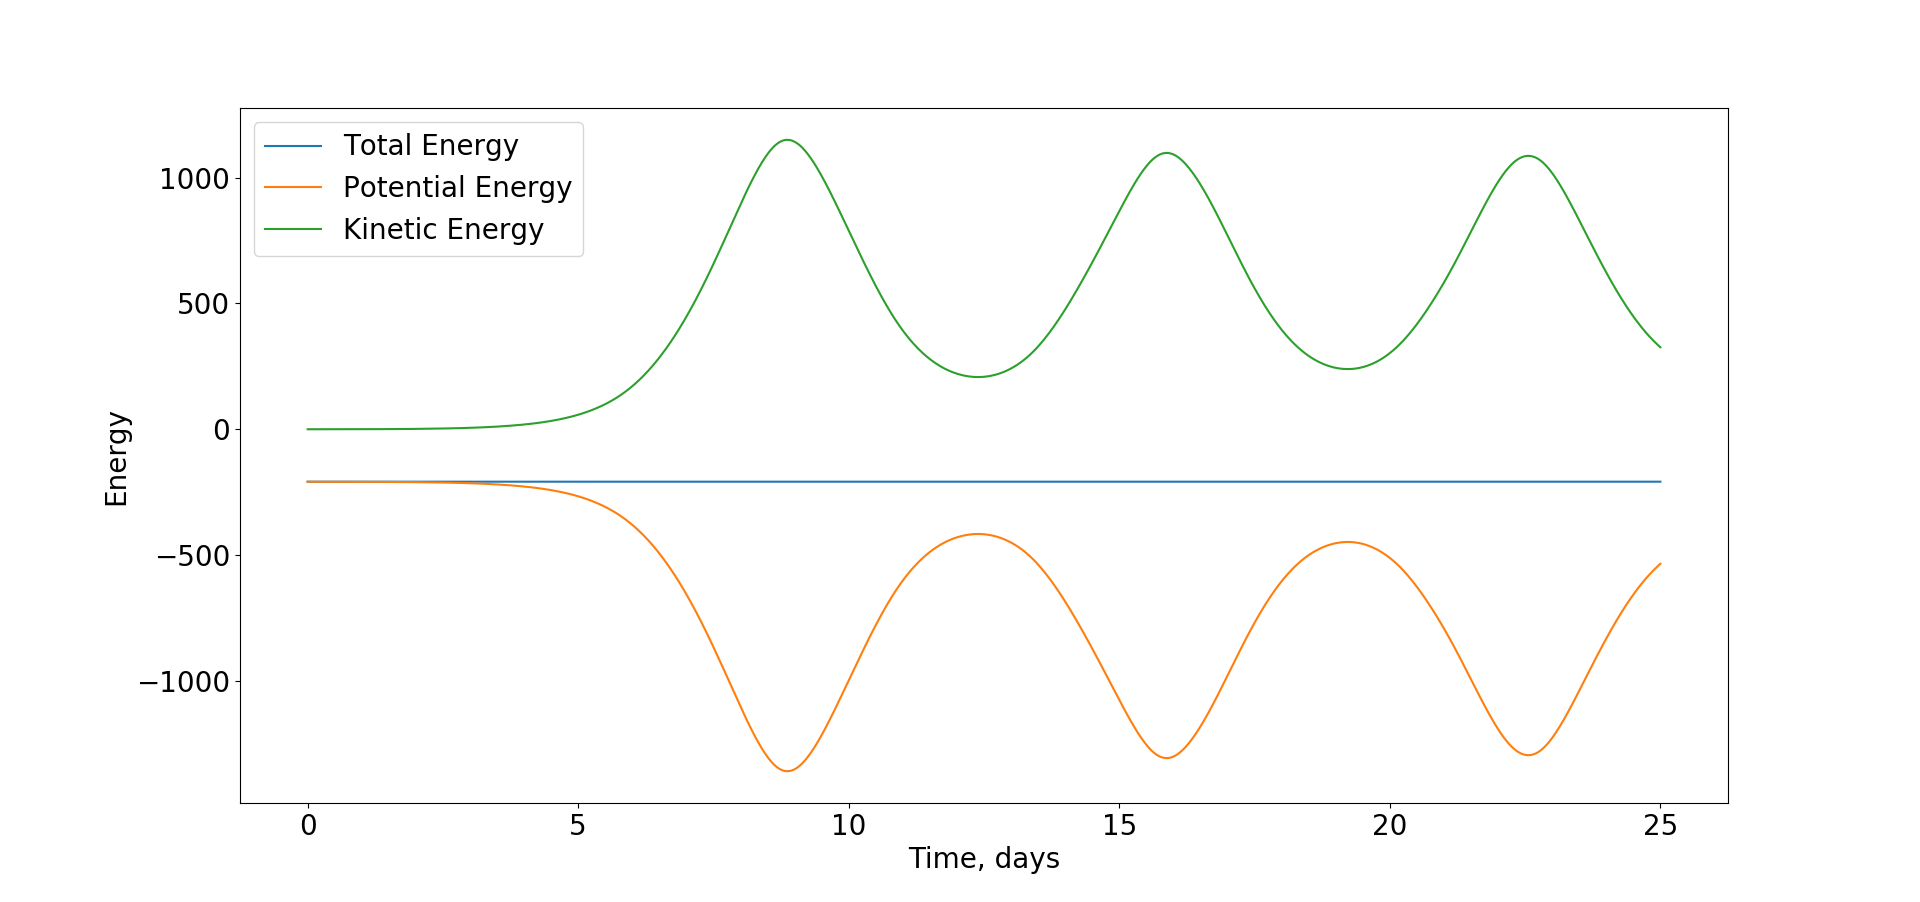 Total Energy
Potential Energy
Kinetic Energy
1000
500
0
−500
−1000
Energy
0 5 10 15 20 25
Time, days